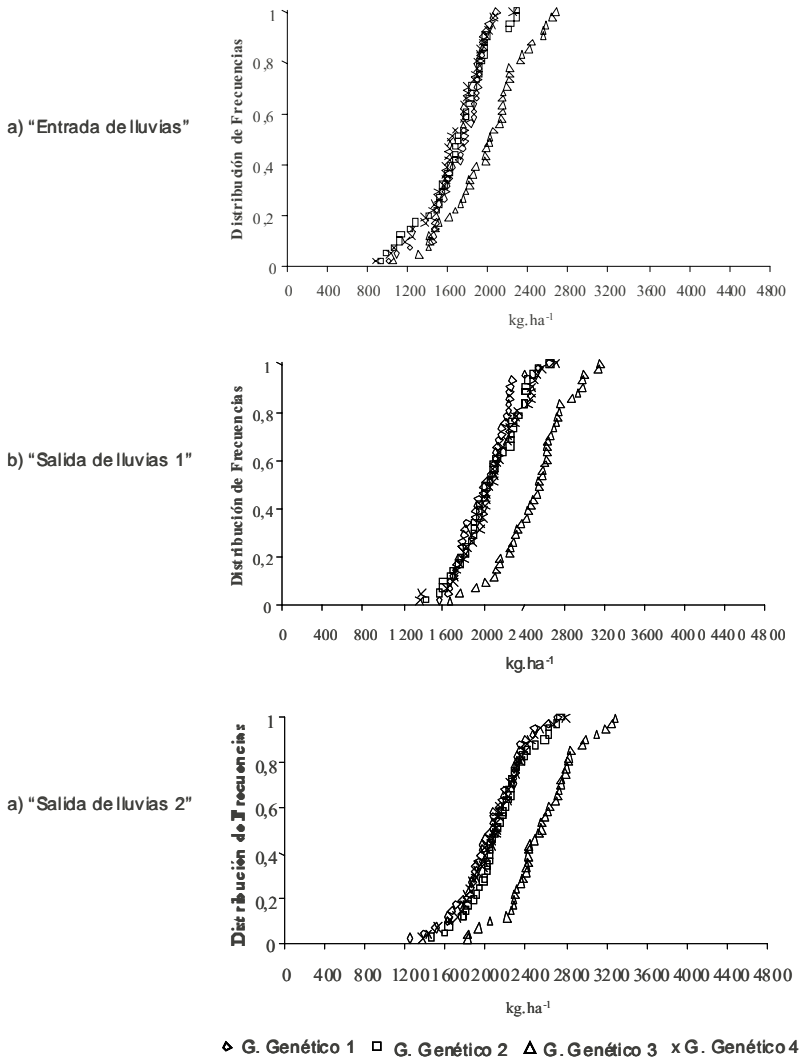 a) “Entrada de lluvias”
Distribución de Frecuencias
1
0,8
0,6
0,4
0,2
0
0 400 800 1200 1600 2000 2400 2800 3200 3600 4000 4400 4800
kg.ha-1
b) “Salida de lluvias 1”
Distribución de Frecuencias
1
0,8
0,6
0,4
0,2
0
0 400 800 1200 1600 2000 2400 2800 3200 3600 4000 4400 4800
kg.ha-1
a) “Salida de lluvias 2”
Distribución de Frecuencias
1
0,8
0,6
0,4
0,2
0
0 400 800 1200 1600 2000 2400 2800 3200 3600 4000 4400 4800
kg.ha-1
G. Genético 1 G. Genético 2 G. Genético 3 x G. Genético 4